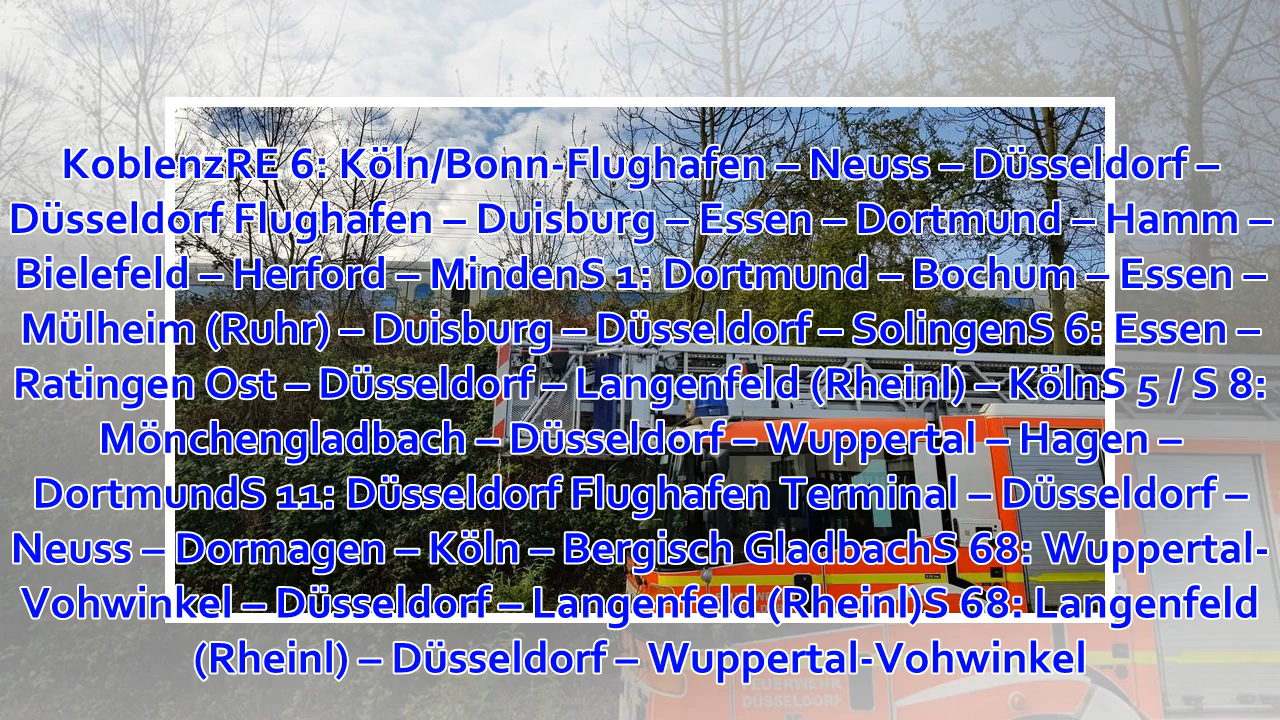 KoblenzRE 6: Köln/Bonn-Flughafen – Neuss – Düsseldorf –
Düsseldorf Flughafen – Duisburg – Essen – Dortmund – Hamm –
Bielefeld – Herford – MindenS 1: Dortmund – Bochum – Essen –
Mülheim (Ruhr) – Duisburg – Düsseldorf – SolingenS 6: Essen –
Ratingen Ost – Düsseldorf – Langenfeld (Rheinl) – KölnS 5 / S 8:
Mönchengladbach – Düsseldorf – Wuppertal – Hagen –
DortmundS 11: Düsseldorf Flughafen Terminal – Düsseldorf –
Neuss – Dormagen – Köln – Bergisch GladbachS 68: Wuppertal-
Vohwinkel – Düsseldorf – Langenfeld (Rheinl)S 68: Langenfeld
(Rheinl) – Düsseldorf – Wuppertal-Vohwinkel
FEUERWEHR
DÜSSELDORF